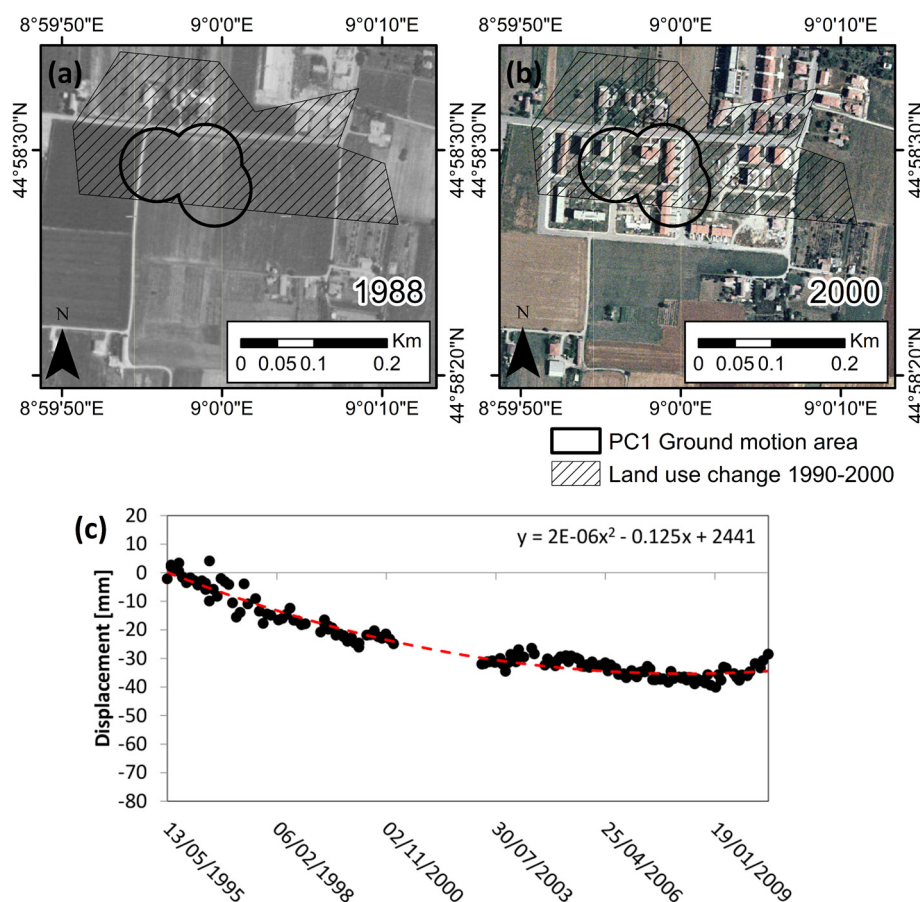 8°59'50"E 9°0'0"E 9°0'10"E
8°59'50"E 9°0'0"E 9°0'10"E
(a)
(b)
44°58'30"N
44°58'30"N
44°58'30"N
1988
2000
N
N
Km
Km
0 0.05 0.1 0.2
0 0.05 0.1 0.2
44°58'20"N
44°58'20"N
8°59'50"E 9°0'0"E 9°0'10"E
8°59'50"E 9°0'0"E 9°0'10"E
PC1 Ground motion area
Land use change 1990-2000
(c)
y = 2E-06x² - 0.125x + 2441
Displacement [mm]
20
10
0
-10
-20
-30
-40
-50
-60
-70
-80
13/05/1995
06/02/1998
02/11/2000
30/07/2003
25/04/2006
19/01/2009